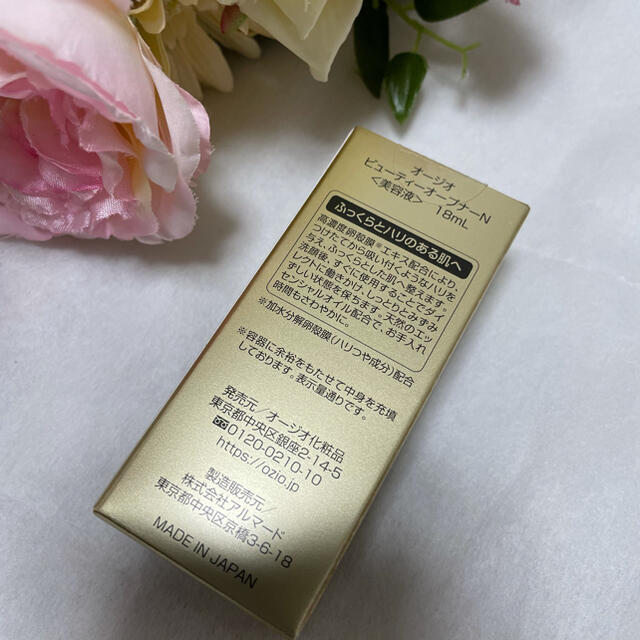 オージオ
ビューティーオープナーN
<美容液> 18mL
ふっくらとハリのある肌へ
高濃度卵殻膜※エキス配合により、
つけたてから吸い付くようなハリを
与え、ふっくらとした肌へ整えます。
洗顔後、すぐに使用することでダイ
レクトに働きかけ、しっとりとみずみ
ずしい状態を保ちます。天然のエッ
センシャルオイル配合で、お手入れ
時間もさわやかに。
※加水分解卵殻膜(ハリつや成分)配合
※容器に余裕をもたせて中身を充填
しております。表示量通りです。
発売元/オージオ化粧品
東京都中央区銀座2-14-5
0120-0210-10
https://ozio.jp
製造販売元/
株式会社アルマード
東京都中央区京橋3-6-18
MADE IN JAPAN